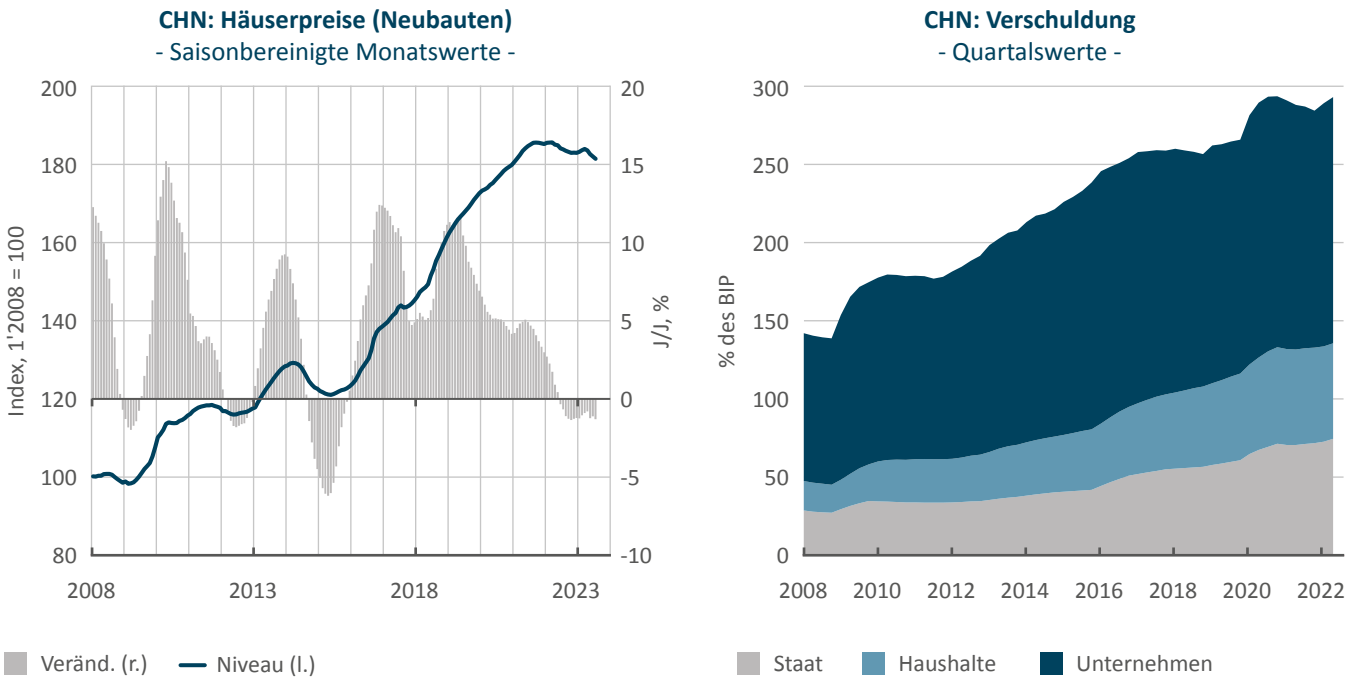 CHN: Häuserpreise (Neubauten)
- Saisonbereinigte Monatswerte -
Index, 1'2008 = 100
200
180
160
140
120
100
80
20
15
10
5
0
-5
-10
J/J, %
2008
2013
2018
2023
Veränd. (r.)
Niveau (l.)
CHN: Verschuldung
- Quartalswerte -
% des BIP
300
250
200
150
100
50
0
2008
2010
2012
2014
2016
2018
2020
2022
Staat
Haushalte
Unternehmen